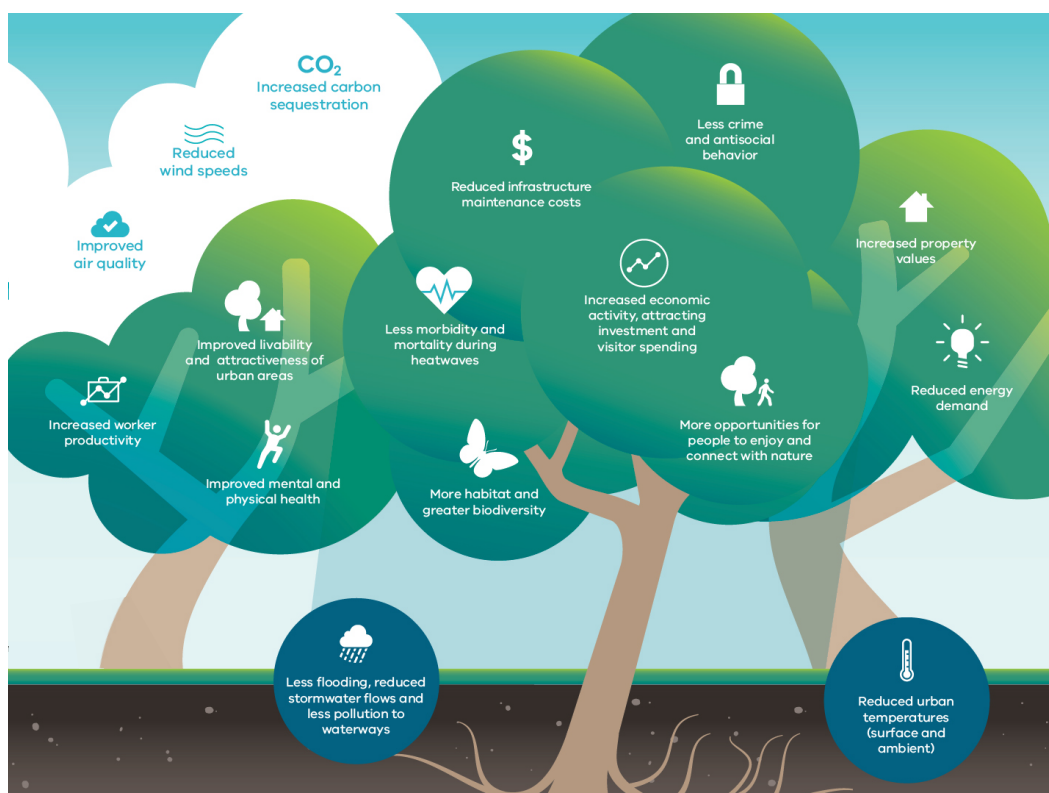 CO₂
Increased carbon
sequestration
Reduced
wind speeds
Improved
air quality
Less crime
and antisocial
behavior
$
Reduced infrastructure
maintenance costs
Increased property
values
Increased economic
activity, attracting
investment and
visitor spending
Less morbidity and
mortality during
heatwaves
Improved livability
and attractiveness of
urban areas
Reduced energy
demand
Increased worker
productivity
More opportunities for
people to enjoy and
connect with nature
Improved mental and
physical health
More habitat and
greater biodiversity
Less flooding, reduced
stormwater flows and
less pollution to
waterways
Reduced urban
temperatures
(surface and
ambient)